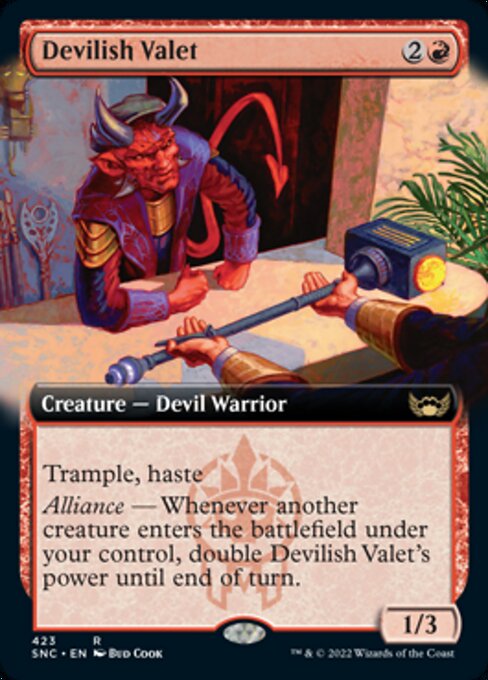 Devilish Valet 2
Creature — Devil Warrior
Trample, haste
Alliance — Whenever another
creature enters the battlefield under
your control, double Devilish Valet's
power until end of turn.
1/3
423 R
SNC • EN Bud Cook ™ & © 2022 Wizards of the Coast